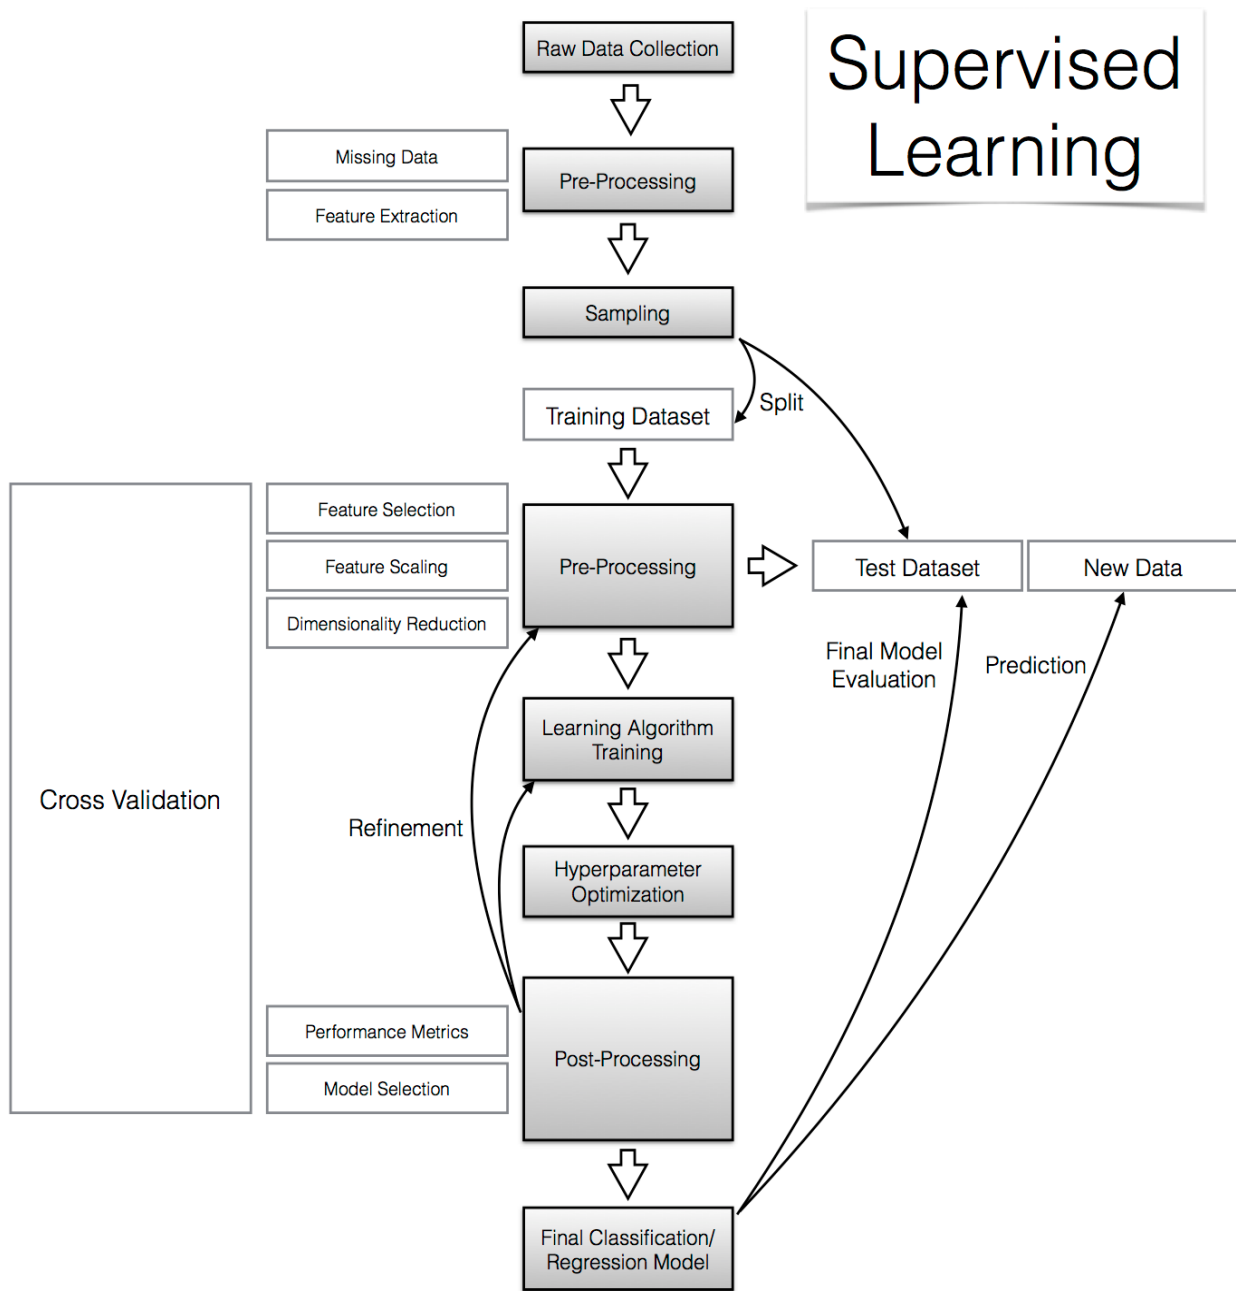 Supervised
Learning
Raw Data Collection
Missing Data
Feature Extraction
Pre-Processing
Sampling
Split
Training Dataset
Feature Selection
Feature Scaling
Dimensionality Reduction
Pre-Processing
Test Dataset
New Data
Final Model
Evaluation
Prediction
Learning Algorithm
Training
Cross Validation
Refinement
Hyperparameter
Optimization
Performance Metrics
Model Selection
Post-Processing
Final Classification/
Regression Model